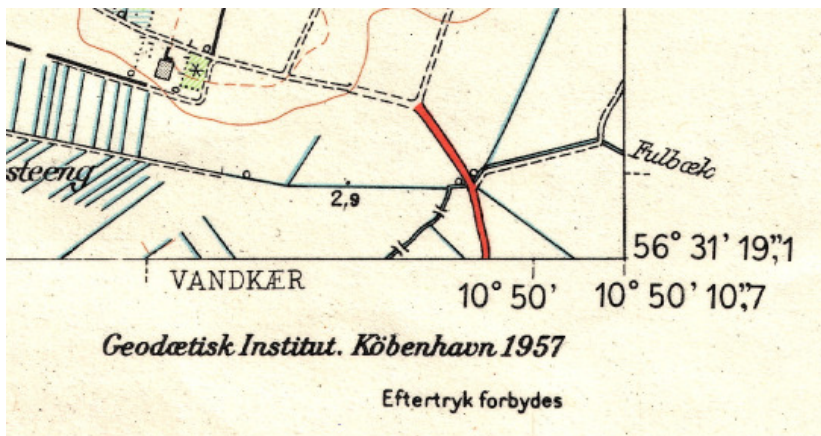 steeng
Fulbæk
2,9
56° 31' 19",1
VANDKÆR
10° 50' 10° 50' 10",7
Geodætisk Institut. Köbenhavn 1957
Eftertryk forbydes